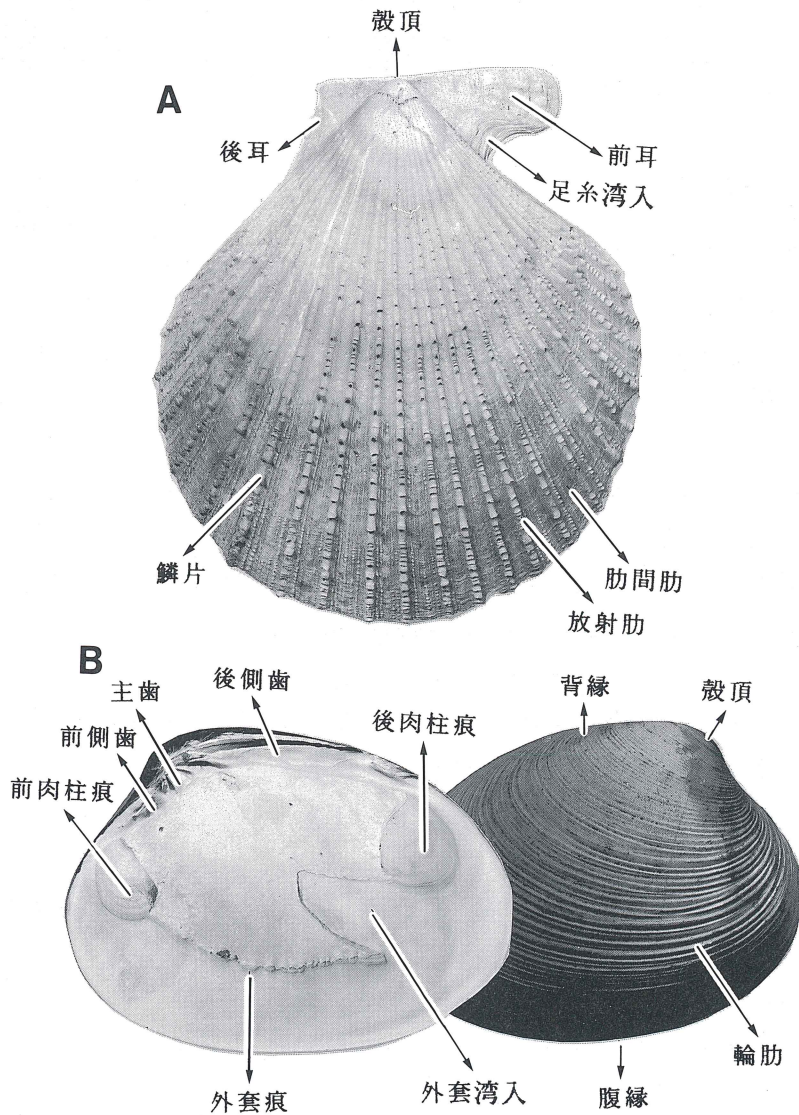 殻頂
A
後耳
前耳
足糸湾入
鱗片
肋間肋
放射肋
B
主歯
後側歯
背縁
殻頂
前側歯
後肉柱痕
前肉柱痕
輪肋
外套痕
外套湾入
腹縁